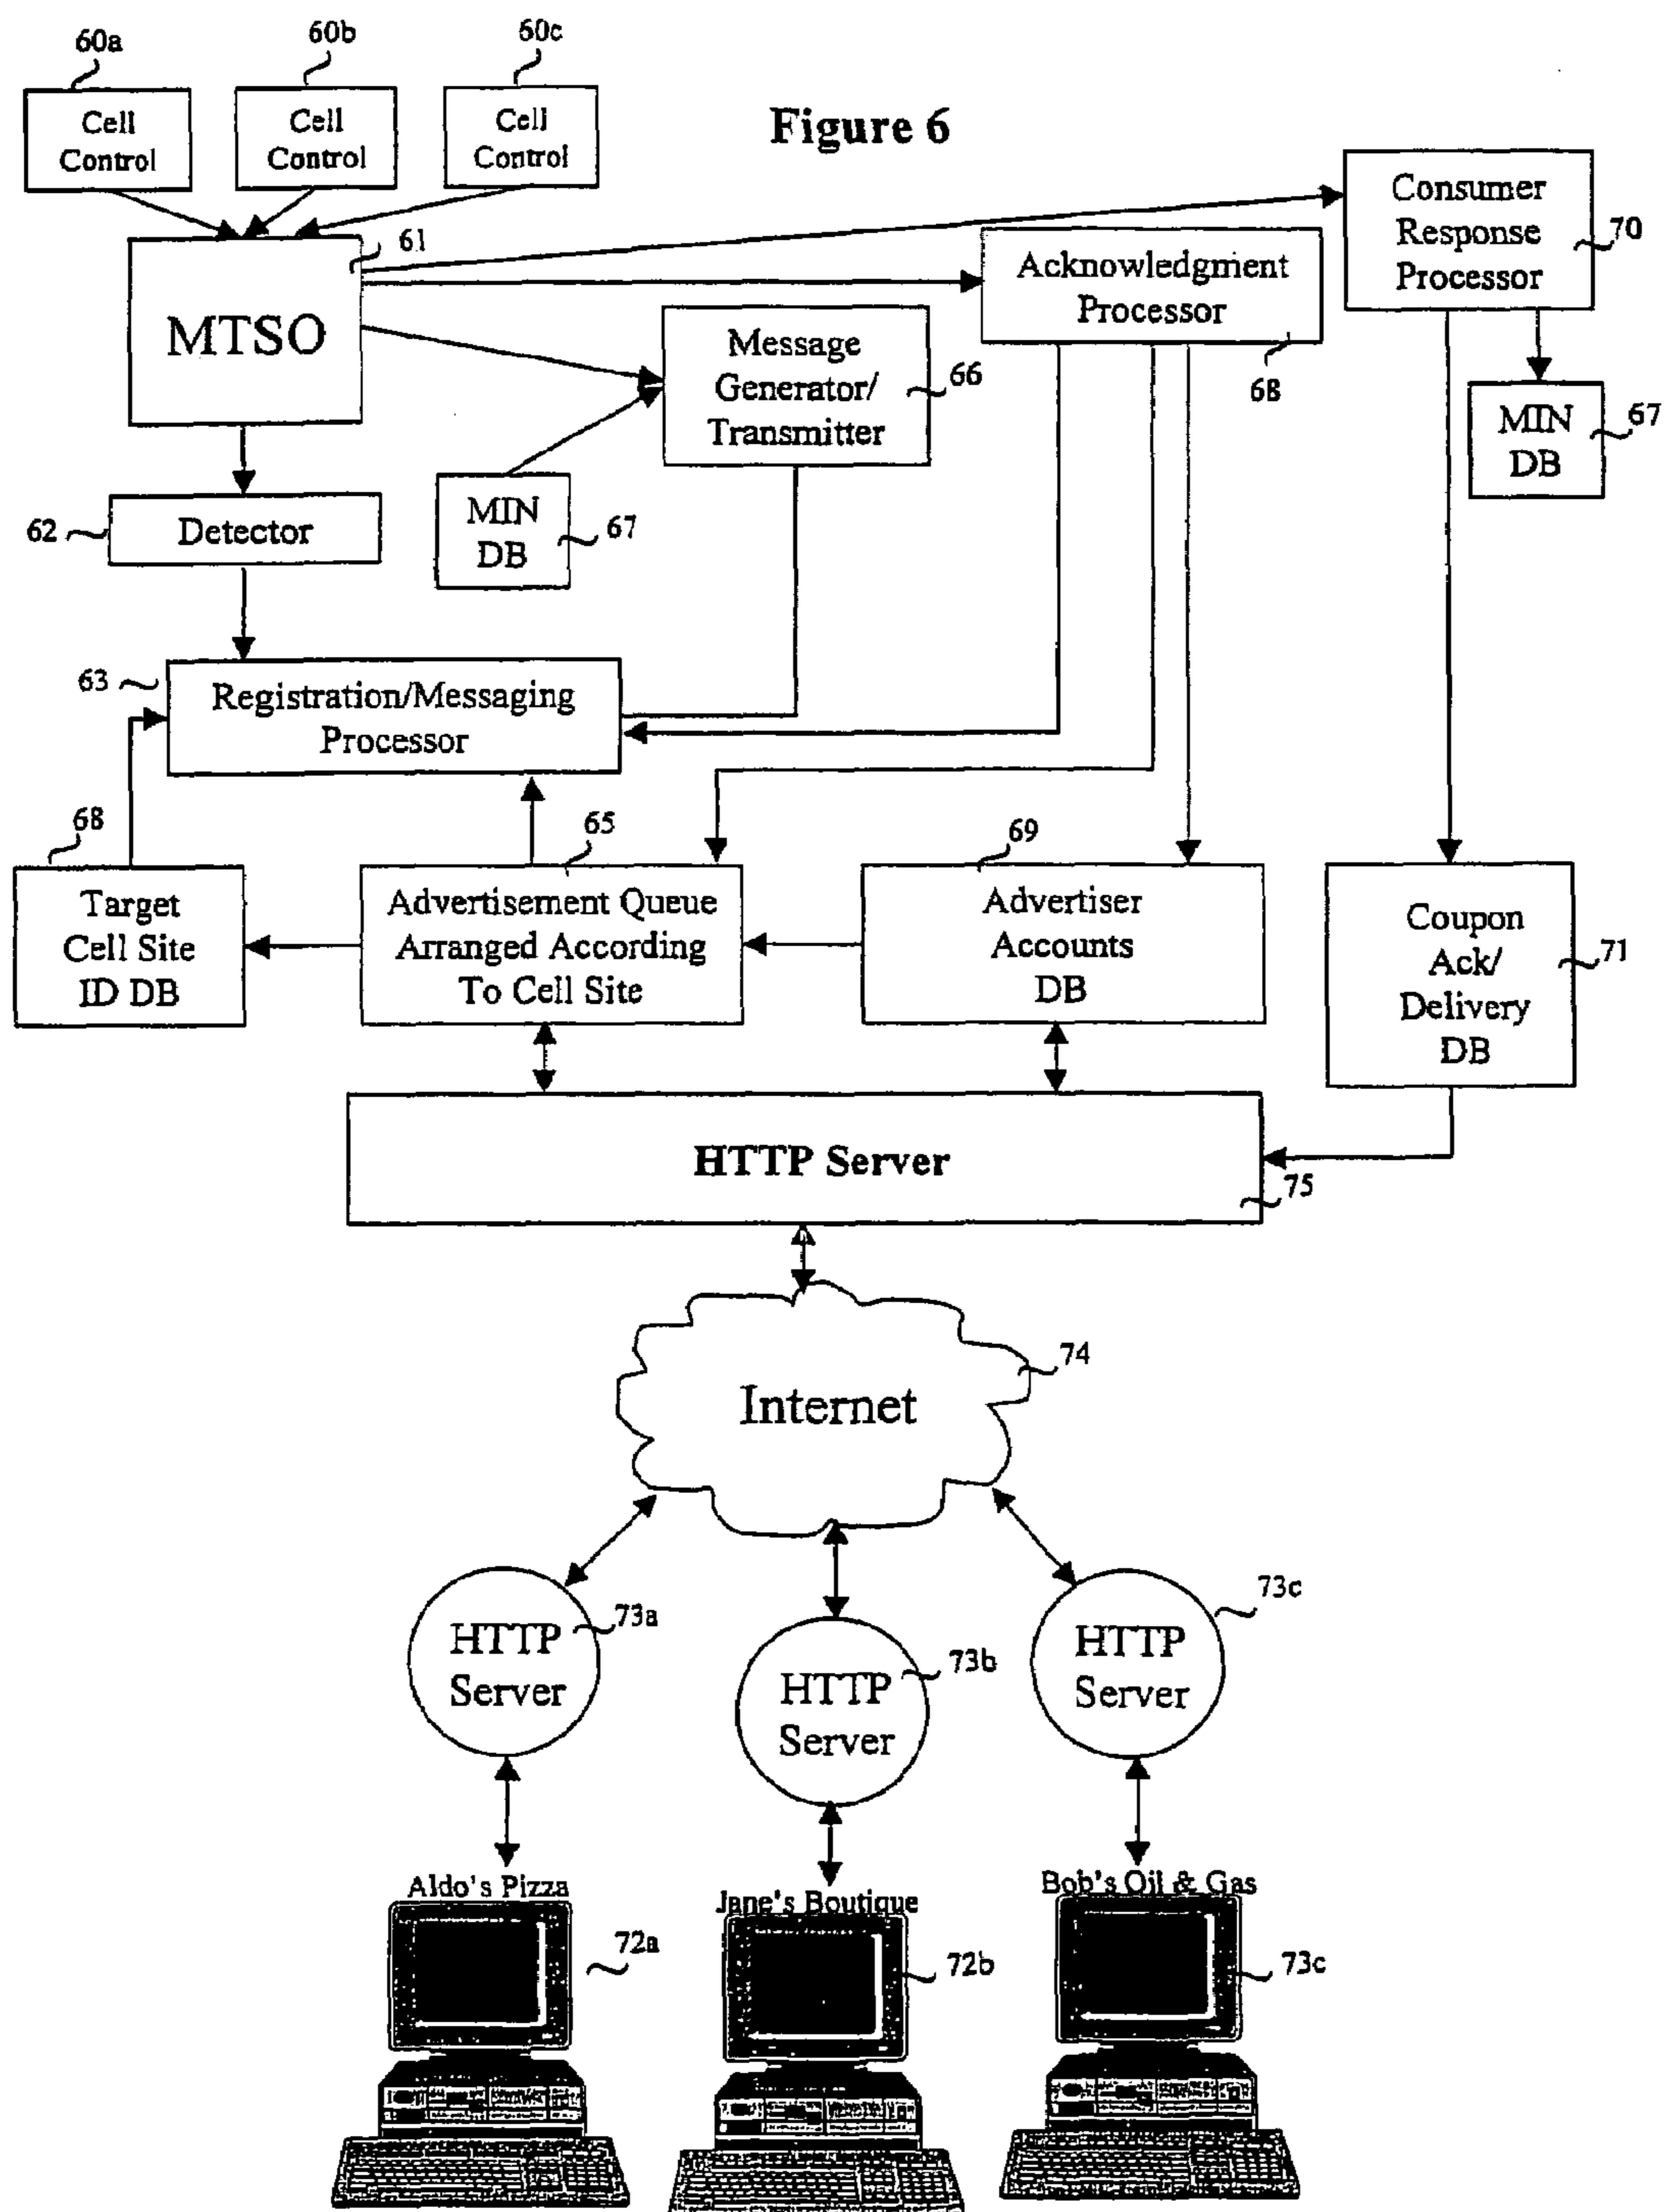 60a
60b
60c
Cell
Control
Cell
Control
Cell
Control
Figure 6
Consumer
Response
Processor
70
61
MTSO
Acknowledgment
Processor
68
Message
Generator/
Transmitter
66
MIN
DB
67
62
Detector
MIN
DB
67
63
Registration/Messaging
Processor
68
Target
Cell Site
ID DB
65
Advertisement Queue
Arranged According
To Cell Site
69
Advertiser
Accounts
DB
Coupon
Ack/
Delivery
DB
71
HTTP Server
75
Internet
74
HTTP
Server
73a
HTTP
Server
73b
HTTP
Server
73c
Aldo's Pizza
72a
Jane's Boutique
72b
Bob's Oil & Gas
73c